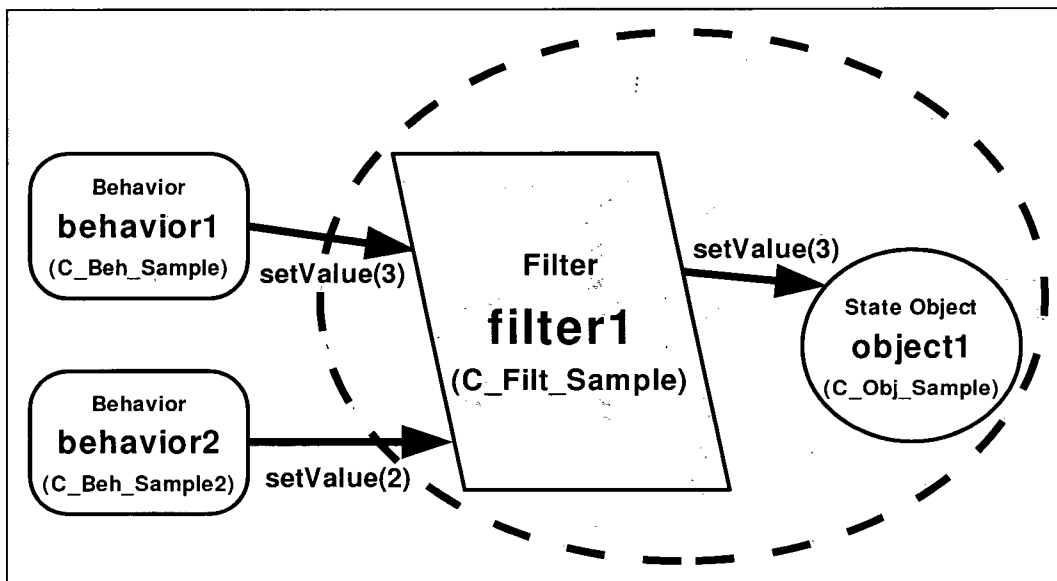 Behavior
behavior1
(C_Beh_Sample)
setValue(3)
Behavior
behavior2
(C_Beh_Sample2)
setValue(2)
Filter
filter1
(C_Filt_Sample)
setValue(3)
State Object
object1
(C_Obj_Sample)